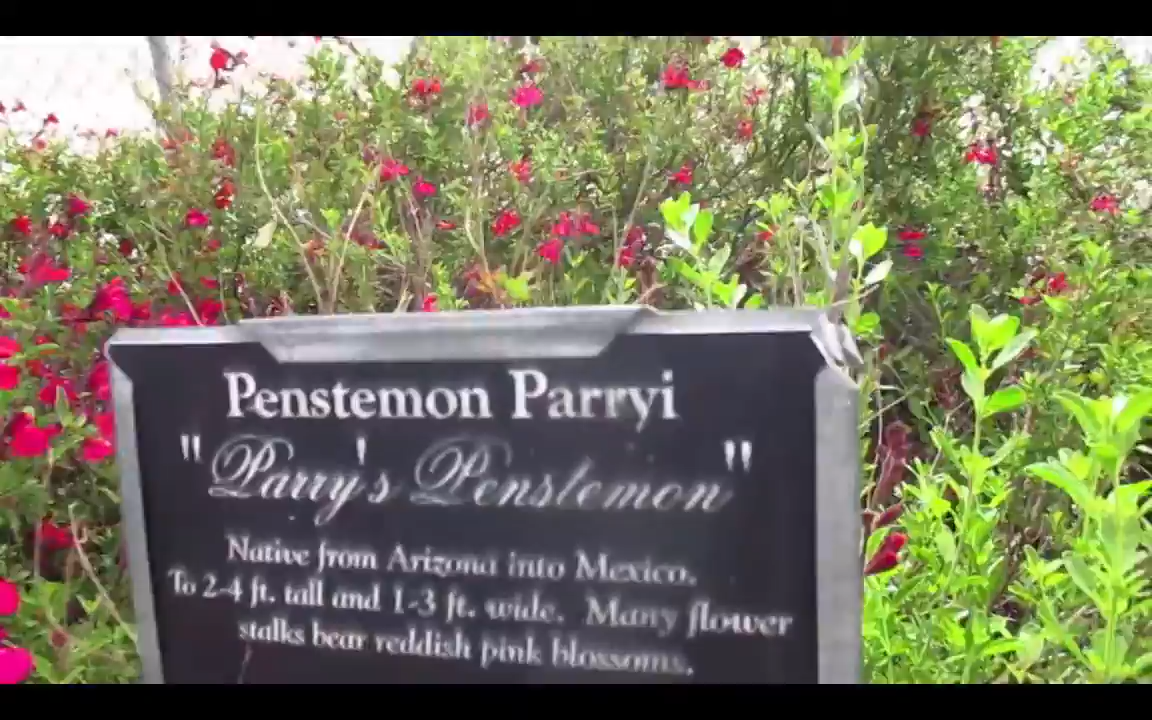 Penstemon Parryi
"Parry's Penstemon"
Native from Arizona into Mexico.
To 2-4 ft. tall and 1-3 ft. wide. Many flower
stalks bear reddish pink blossoms.